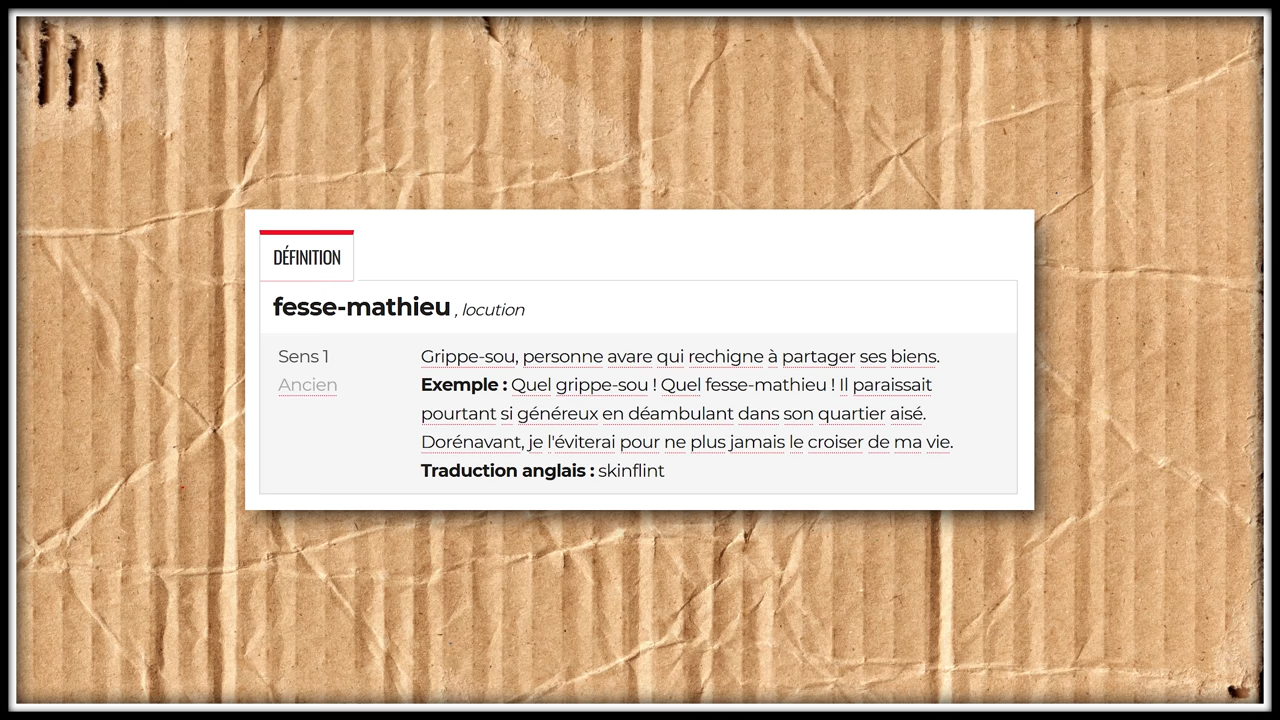 DÉFINITION
fesse-mathieu , locution
Sens 1
Ancien
Grippe-sou, personne avare qui rechigne à partager ses biens.
Exemple : Quel grippe-sou ! Quel fesse-mathieu ! Il paraissait
pourtant si généreux en déambulant dans son quartier aisé.
Dorénavant, je l'éviterai pour ne plus jamais le croiser de ma vie.
Traduction anglais : skinflint